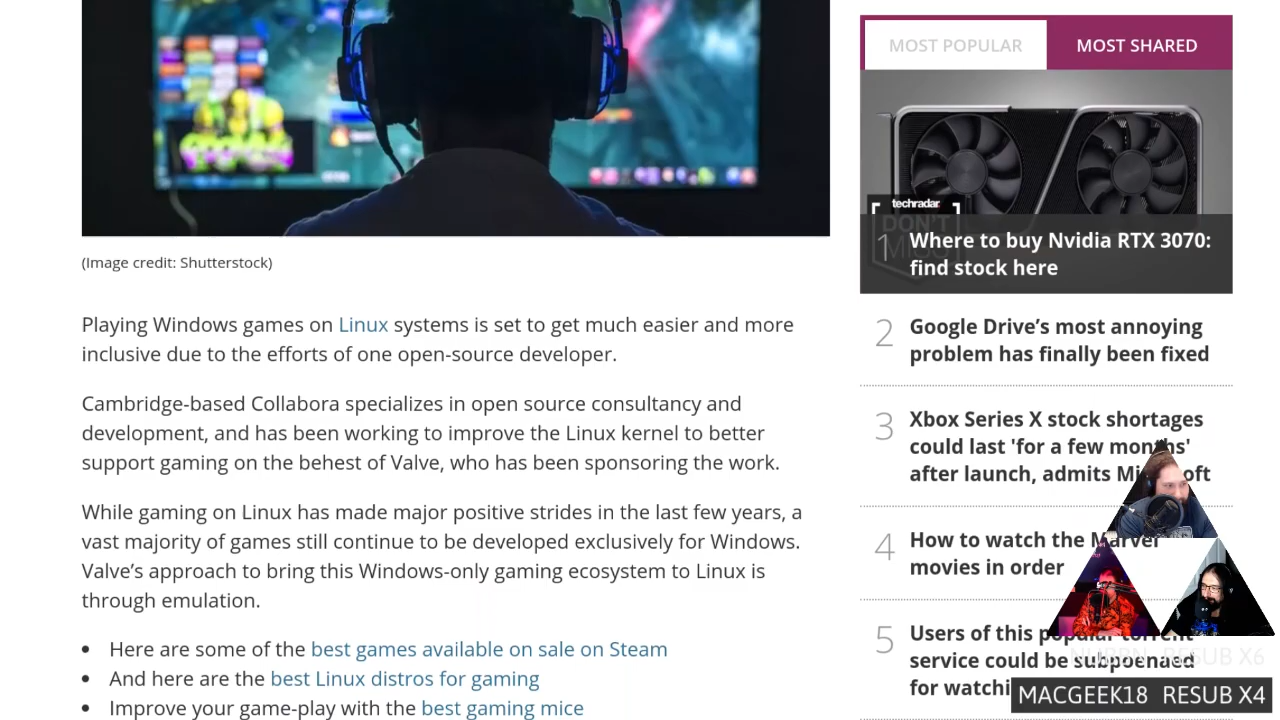 MOST POPULAR
MOST SHARED
techradar
1
Where to buy Nvidia RTX 3070:
find stock here
(Image credit: Shutterstock)
Playing Windows games on Linux systems is set to get much easier and more
inclusive due to the efforts of one open-source developer.
Cambridge-based Collabora specializes in open source consultancy and
development, and has been working to improve the Linux kernel to better
support gaming on the behest of Valve, who has been sponsoring the work.
While gaming on Linux has made major positive strides in the last few years, a
vast majority of games still continue to be developed exclusively for Windows.
Valve’s approach to bring this Windows-only gaming ecosystem to Linux is
through emulation.
Here are some of the best games available on sale on Steam
And here are the best Linux distros for gaming
Improve your game-play with the best gaming mice
2
Google Drive’s most annoying
problem has finally been fixed
3
Xbox Series X stock shortages
could last 'for a few months'
after launch, admits
4
How to watch the Marvel
movies in order
5
Users of this popular torrent
service could be subpoenaed
for
RESUB X6
MACGEEK18 RESUB X4